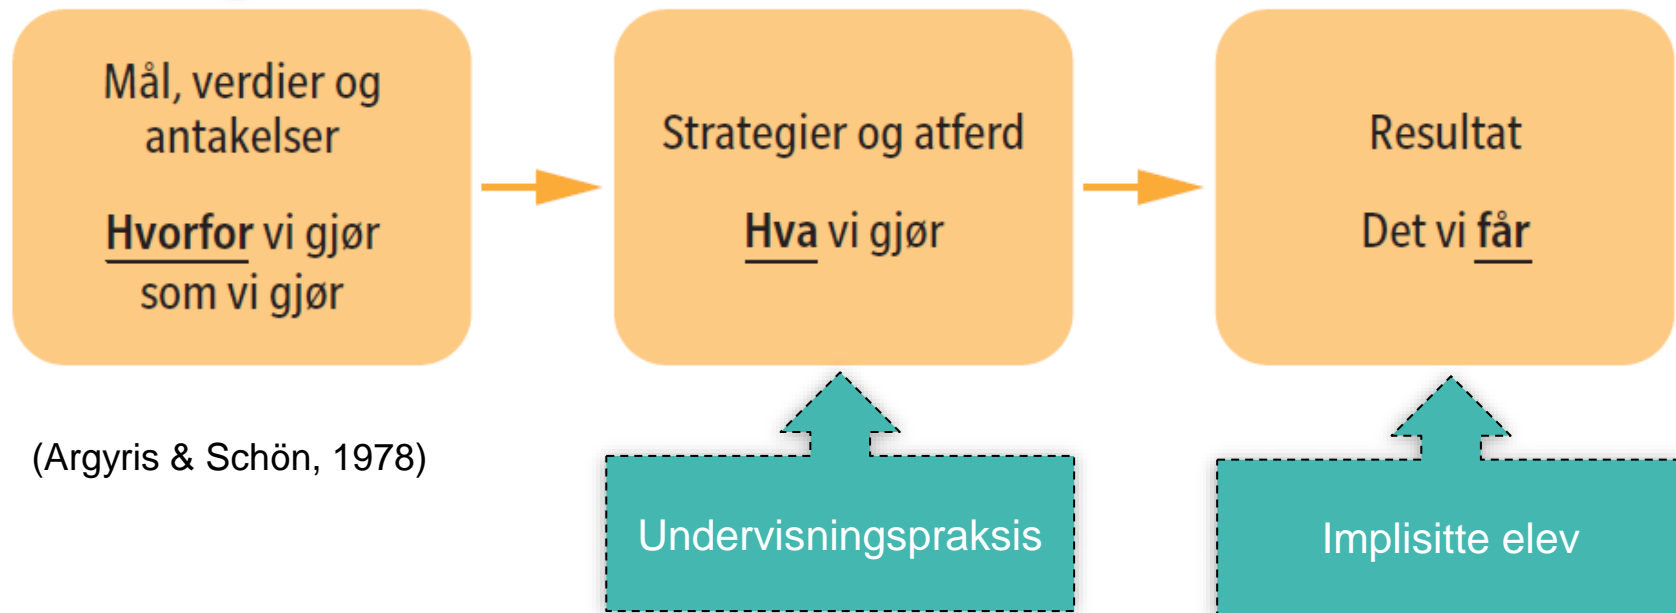 Mål, verdier og
antakelser
Hvorfor vi gjør
som vi gjør
Strategier og atferd
Hva vi gjør
Resultat
Det vi får
(Argyris & Schön, 1978)
Undervisningspraksis
Implisitte elev